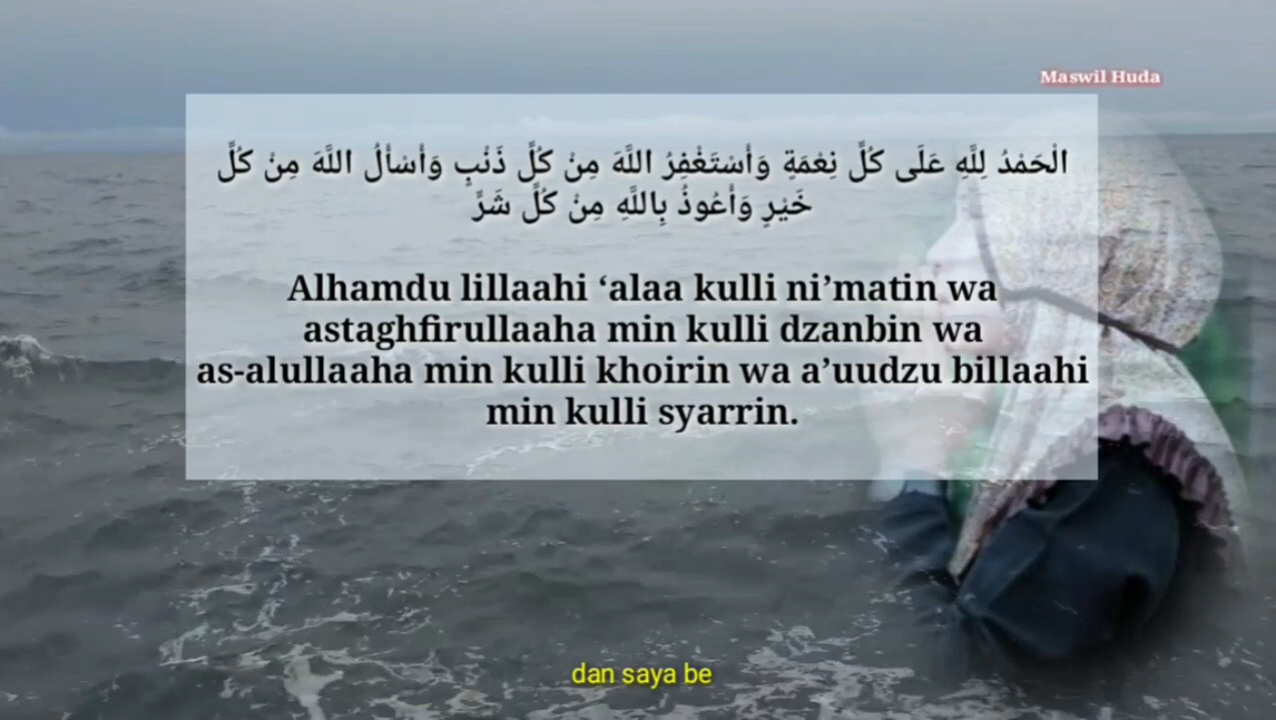 Maswil Huda
الْحَمْدُ لِلَّهِ عَلَى كُلِّ نِعْمَةٍ وَأَسْتَغْفِرُ اللَّهَ مِنْ كُلِّ ذَنْبٍ وَأَسْأَلُ اللَّهَ مِنْ كُلِّ
خَيْرٍ وَأَعُوذُ بِاللَّهِ مِنْ كُلِّ شَرٍّ
Alhamdu lillaahi ‘alaa kulli ni’matin wa
astaghfirullaaha min kulli dzanbin wa
as-alullaaha min kulli khoirin wa a’uudzu billaahi
min kulli syarrin.
dan saya be